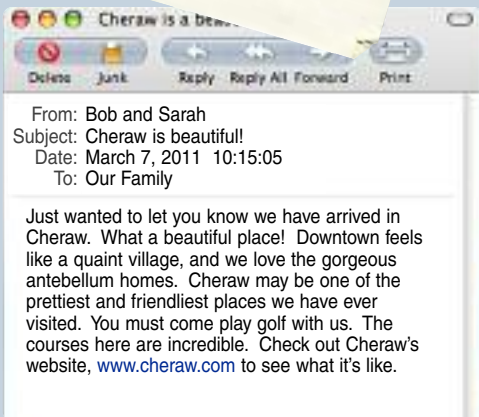 Cheraw is a
Delete Junk Reply Reply All Forward Print
From: Bob and Sarah
Subject: Cheraw is beautiful!
Date: March 7, 2011  10:15:05
To: Our Family
Just wanted to let you know we have arrived in
Cheraw.  What a beautiful place!  Downtown feels
like a quaint village, and we love the gorgeous
antebellum homes.  Cheraw may be one of the
prettiest and friendliest places we have ever
visited.  You must come play golf with us.  The
courses here are incredible.  Check out Cheraw’s
website, www.cheraw.com to see what it’s like.